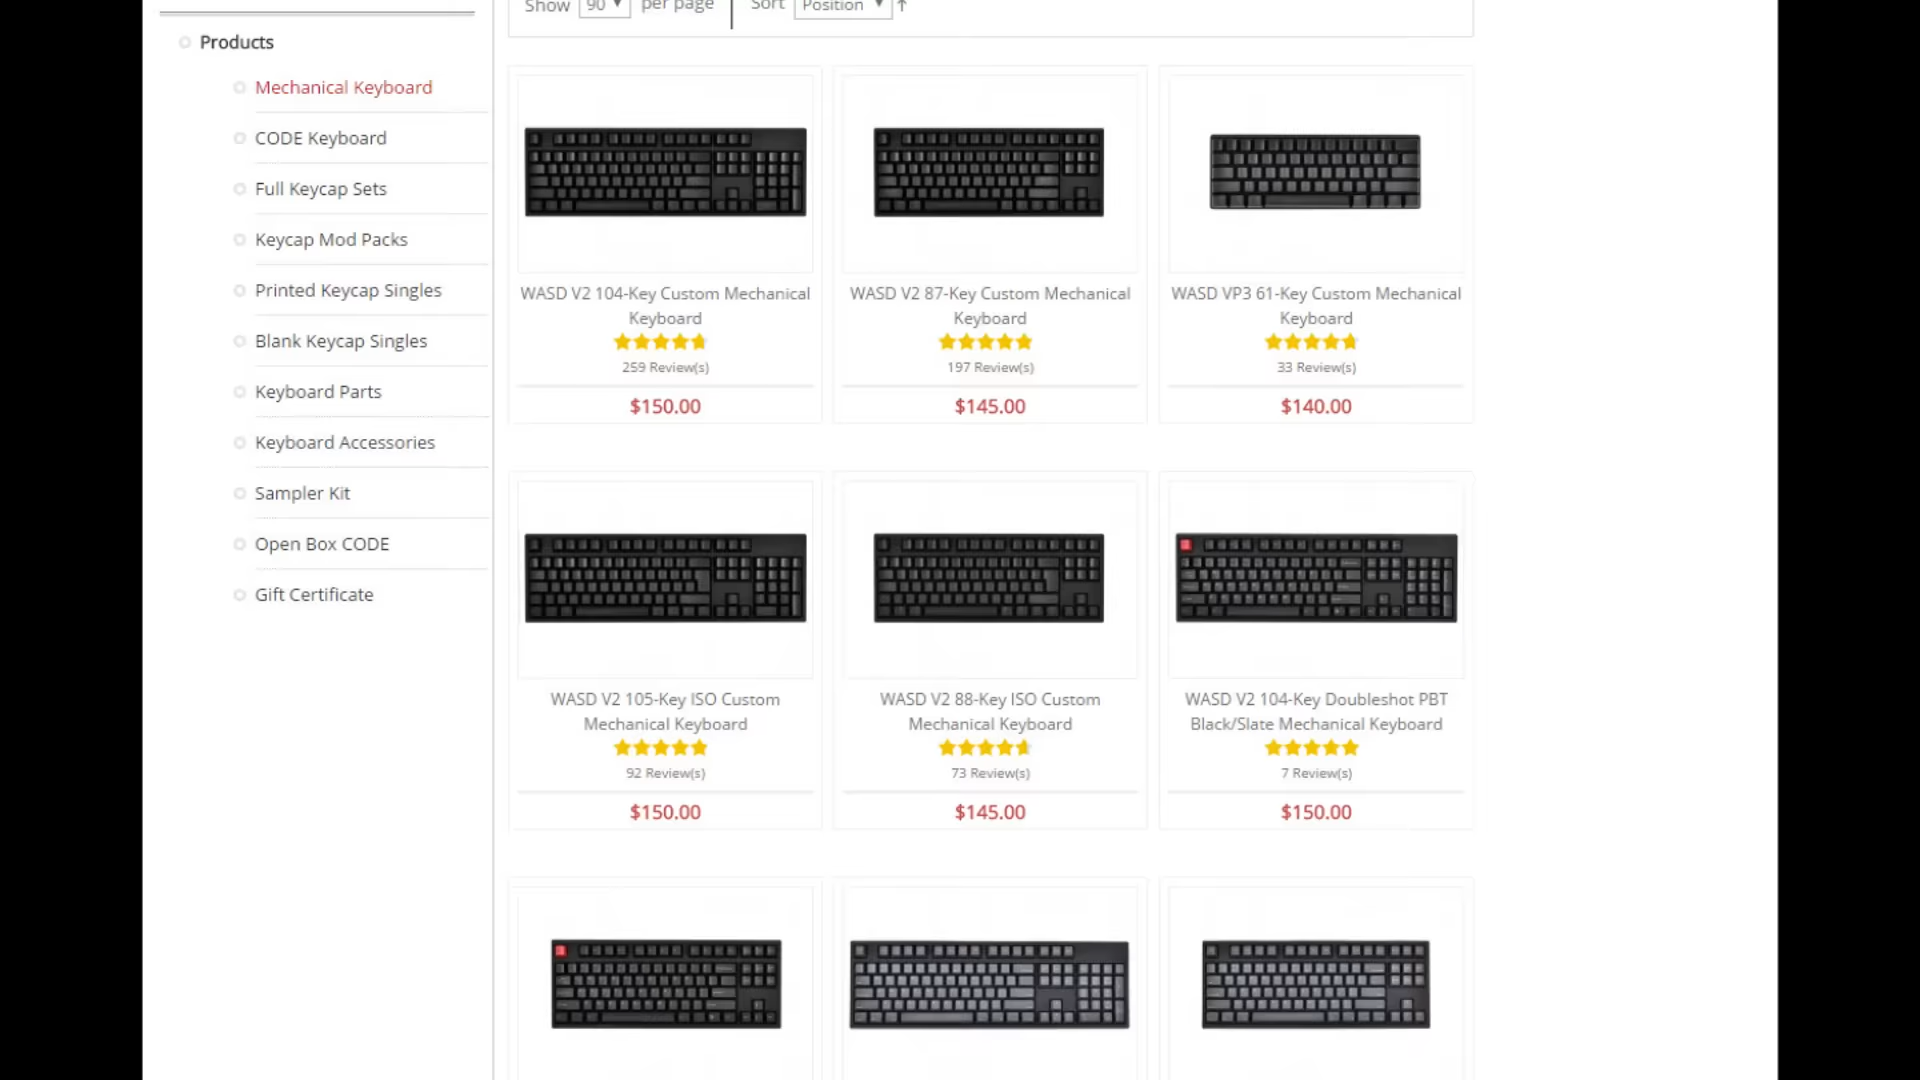 Show 90 per page Sort Position
Products
Mechanical Keyboard
CODE Keyboard
Full Keycap Sets
Keycap Mod Packs
Printed Keycap Singles
Blank Keycap Singles
Keyboard Parts
Keyboard Accessories
Sampler Kit
Open Box CODE
Gift Certificate
WASD V2 104-Key Custom Mechanical
Keyboard
259 Review(s)
$150.00
WASD V2 87-Key Custom Mechanical
Keyboard
197 Review(s)
$145.00
WASD VP3 61-Key Custom Mechanical
Keyboard
33 Review(s)
$140.00
WASD V2 105-Key ISO Custom
Mechanical Keyboard
92 Review(s)
$150.00
WASD V2 88-Key ISO Custom
Mechanical Keyboard
73 Review(s)
$145.00
WASD V2 104-Key Doubleshot PBT
Black/Slate Mechanical Keyboard
7 Review(s)
$150.00